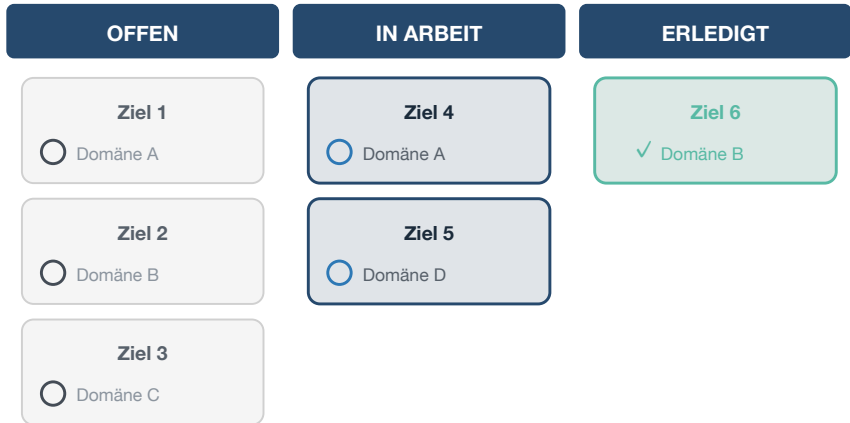 OFFEN
Ziel 1
Domäne A
Ziel 2
Domäne B
Ziel 3
Domäne C
IN ARBEIT
Ziel 4
Domäne A
Ziel 5
Domäne D
ERLEDIGT
Ziel 6
✓ Domäne B